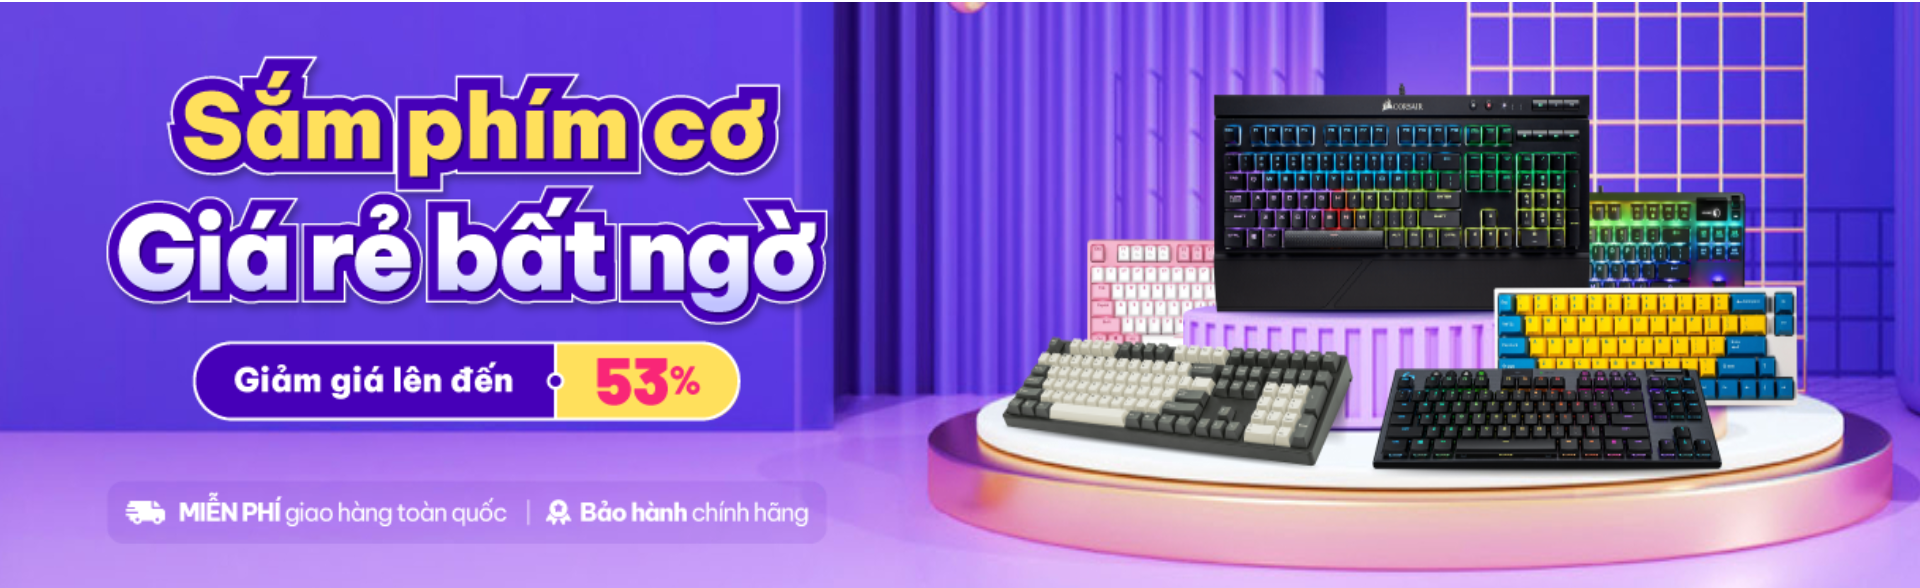 Sắm phím cơ
Giá rẻ bất ngờ
Giảm giá lên đến 53%
MIỄN PHÍ giao hàng toàn quốc | Bảo hành chính hãng
CORSAIR